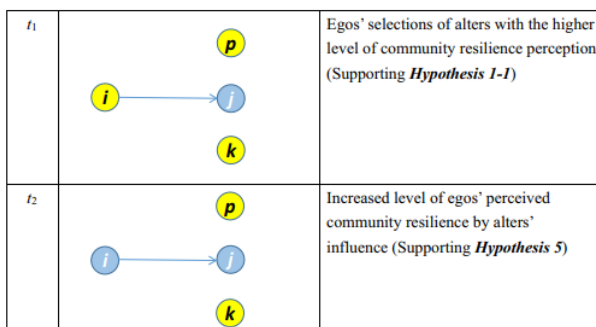 t1
p
i
j
k
Egos' selections of alters with the higher
level of community resilience perception
(Supporting Hypothesis 1-1)
t2
p
i
j
k
Increased level of egos' perceived
community resilience by alters'
influence (Supporting Hypothesis 5)